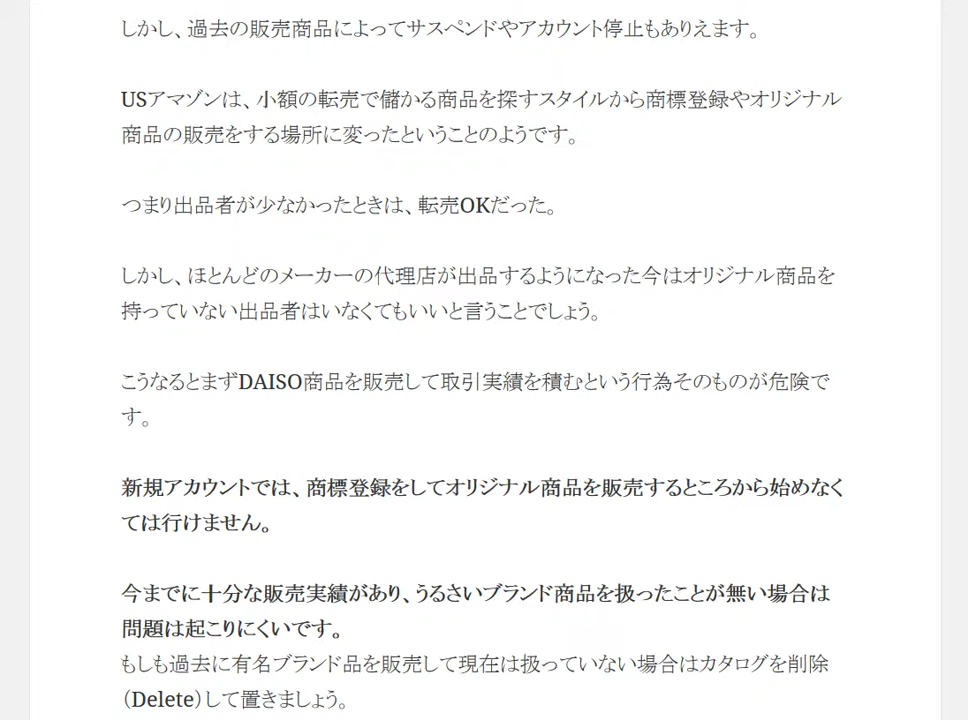 しかし、過去の販売商品によってサスペンドやアカウント停止もありえます。
USアマゾンは、小額の転売で儲かる商品を探すスタイルから商標登録やオリジナル
商品の販売をする場所に変ったということのようです。
つまり出品者が少なかったときは、転売OKだった。
しかし、ほとんどのメーカーの代理店が出品するようになった今はオリジナル商品を
持っていない出品者はいなくてもいいと言うことでしょう。
こうなるとまずDAISO商品を販売して取引実績を積むという行為そのものが危険で
す。
新規アカウントでは、商標登録をしてオリジナル商品を販売するところから始めなく
ては行けません。
今までに十分な販売実績があり、うるさいブランド商品を扱ったことが無い場合は
問題は起こりにくいです。
もしも過去に有名ブランド品を販売して現在は扱っていない場合はカタログを削除
（Delete）して置きましょう。